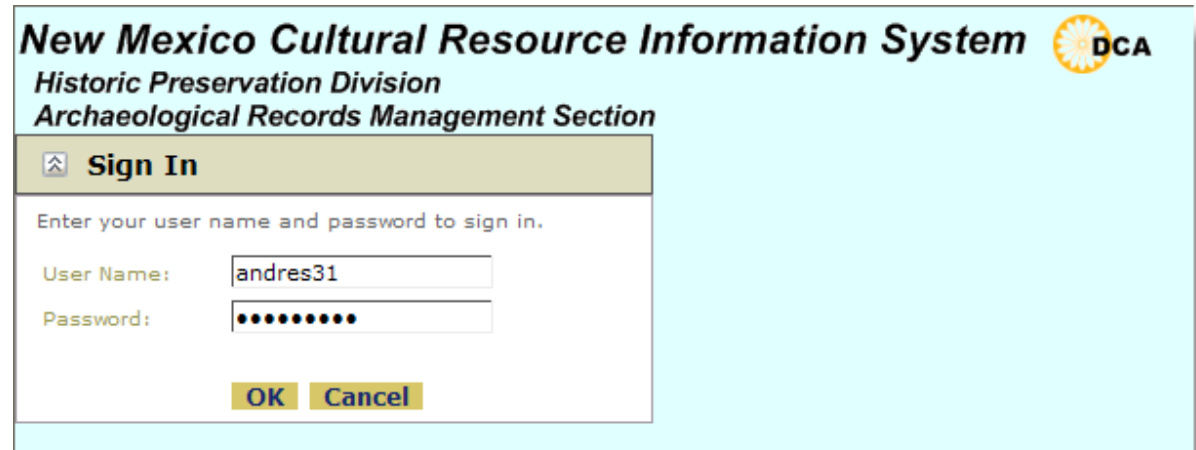 New Mexico Cultural Resource Information System DCA
Historic Preservation Division
Archaeological Records Management Section
Sign In
Enter your user name and password to sign in.
User Name: andres31
Password: •••••••••
OK Cancel